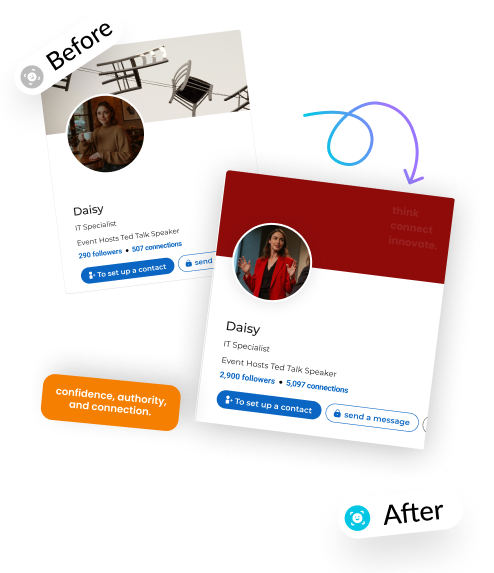 Before
Daisy
IT Specialist
Event Hosts Ted Talk Speaker
290 followers • 507 connections
To set up a contact
send
think
connect
innovate.
Daisy
IT Specialist
Event Hosts Ted Talk Speaker
2,900 followers • 5,097 connections
To set up a contact
send a message
confidence, authority,
and connection.
After